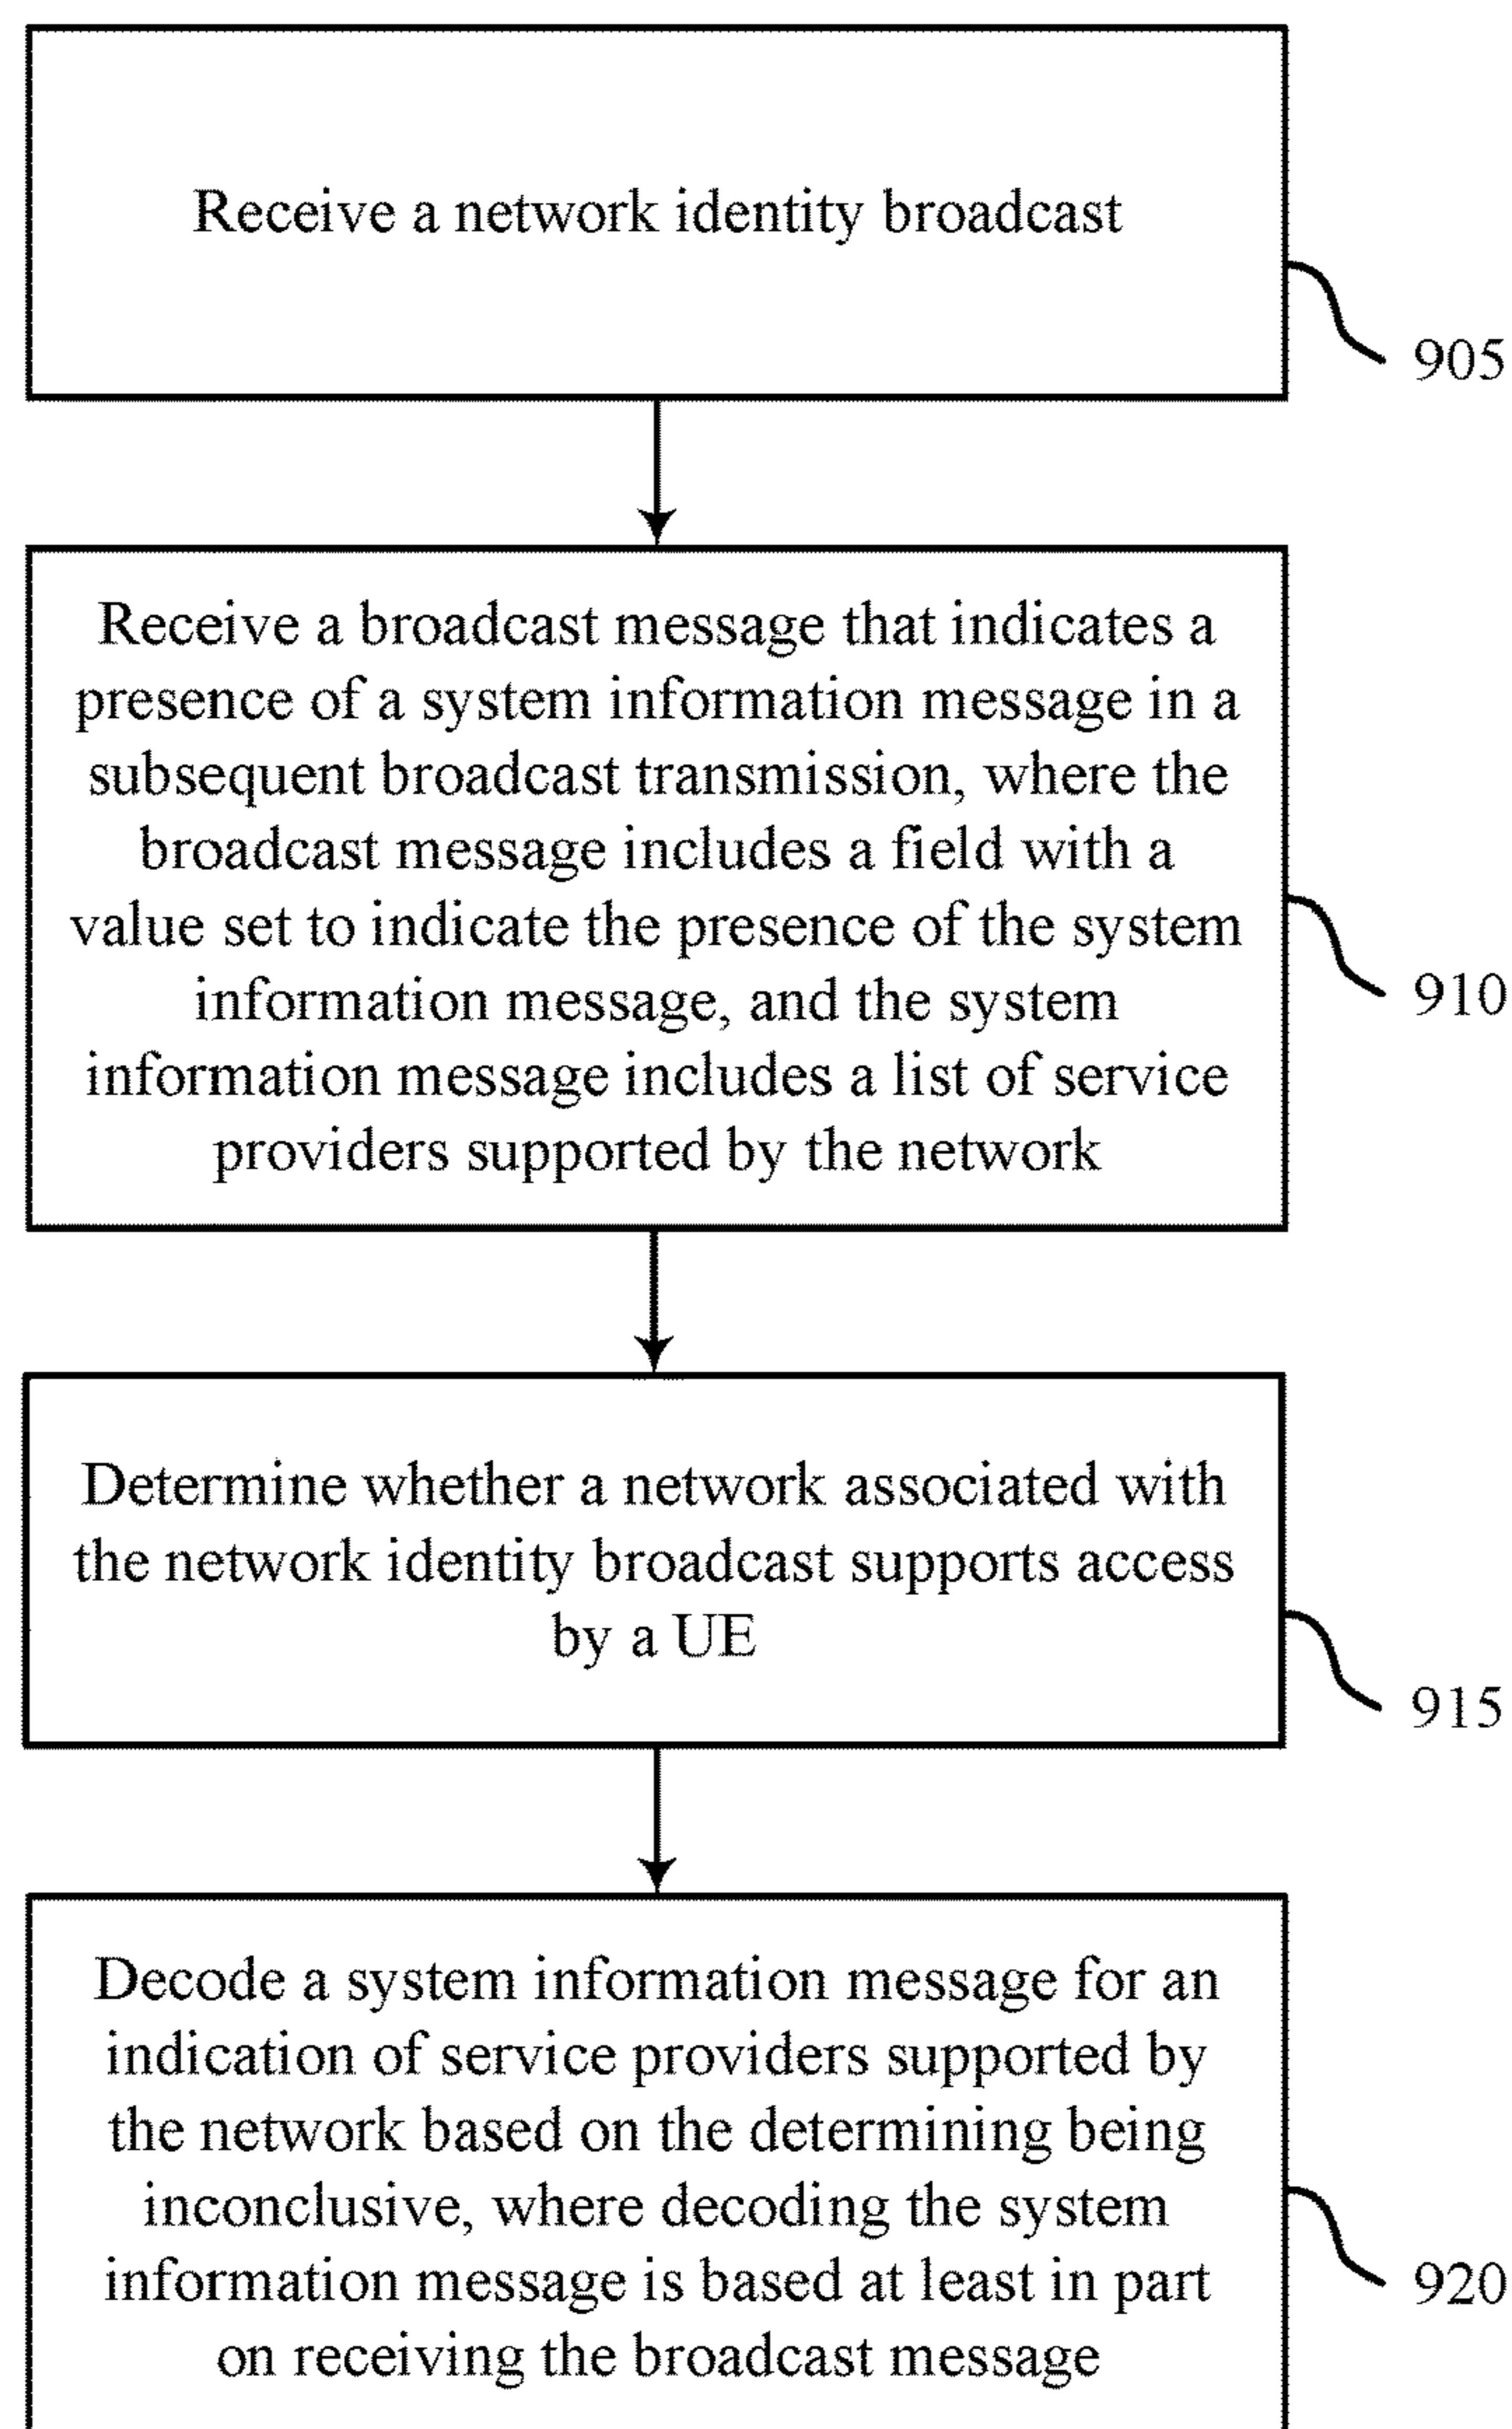 Receive a network identity broadcast
905
Receive a broadcast message that indicates a
presence of a system information message in a
subsequent broadcast transmission, where the
broadcast message includes a field with a
value set to indicate the presence of the system
information message, and the system
information message includes a list of service
providers supported by the network
910
Determine whether a network associated with
the network identity broadcast supports access
by a UE
915
Decode a system information message for an
indication of service providers supported by
the network based on the determining being
inconclusive, where decoding the system
information message is based at least in part
on receiving the broadcast message
920